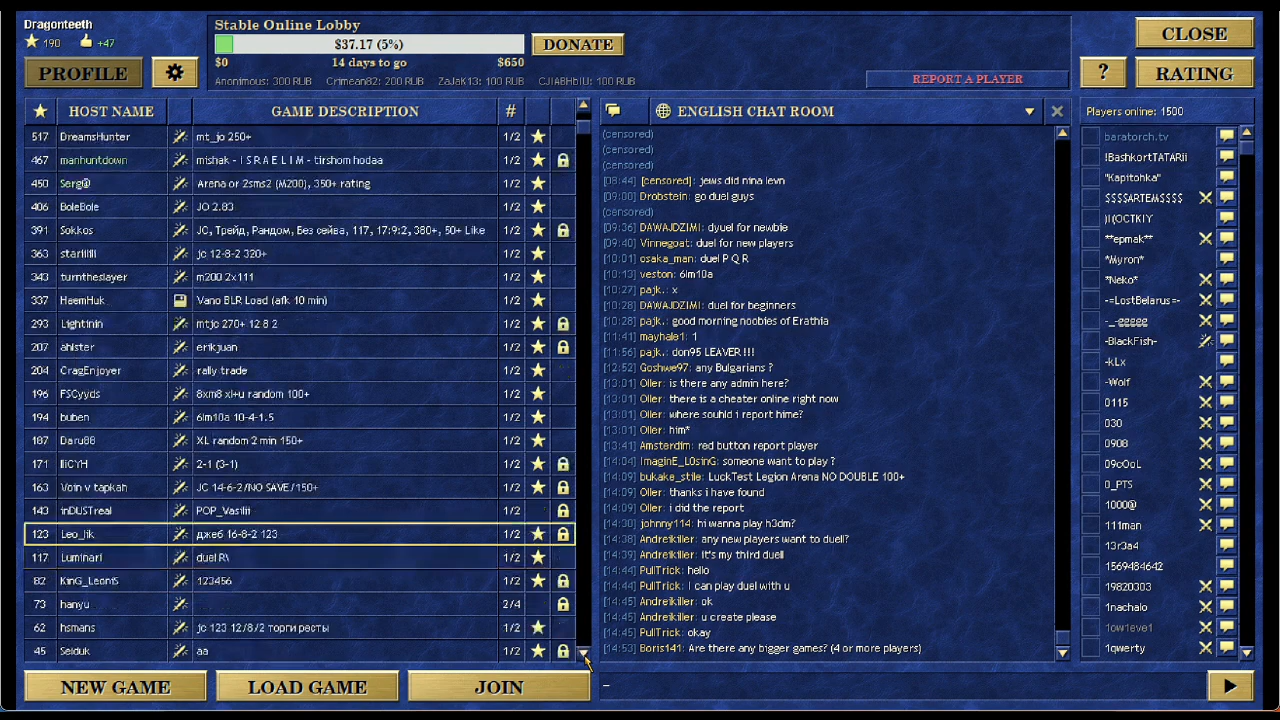 Dragonteeth
190 +47
PROFILE
Stable Online Lobby
$37.17 (5%)
DONATE
$0 14 days to go $650
Anonimous: 300 RUB Crimean82: 200 RUB ZaJaK13: 100 RUB CJIABHbIU: 100 RUB
REPORT A PLAYER
CLOSE
? RATING
HOST NAME GAME DESCRIPTION #
517 DreamsHunter mt_jo 250+ 1/2
467 manhuntdown mishak - I S R A E L I M - tirshom hodaa 1/2
450 Serg@ Arena or 2sms2 (M200), 350+ rating 1/2
406 BoleBole JO 2.83 1/2
391 Sokkos JC, Трейд, Рандом, Без сейва, 117, 17:9:2, 380+, 50+ Like 1/2
363 starlilili jc 12-8-2 320+ 1/2
343 turntheslayer m200 2x111 1/2
337 HaemHuk Vano BLR Load (afk 10 min) 1/2
293 Lightinin mtjc 270+ 12 8 2 1/2
207 ahlster erikjuan 1/2
204 CragEnjoyer rally trade 1/2
196 FSCyyds 8xm8 xl+u random 100+ 1/2
194 buben 6lm10a 10-4-1.5 1/2
187 Daru88 XL random 2 min 150+ 1/2
171 IIiCYH 2-1 (3-1) 1/2
163 Voin v tapkah JC 14-6-2/NO SAVE/150+ 1/2
143 inDUSTreal POP_Vasilii 1/2
123 Leo_Jik джеб 16-8-2 123 1/2
117 Luminari duel R\ 1/2
82 KinG_LeoniS 123456 1/2
73 hanyu 2/4
62 hsmans jc 123 12/8/2 торги ресты 1/2
45 Seiduk aa 1/2
NEW GAME LOAD GAME JOIN
ENGLISH CHAT ROOM
(censored)
(censored)
(censored)
[08:44] [censored]: jews did nina levn
[09:00] Drobstein: go duel guys
(censored)
[09:36] DAWAJDZIMI: dyuel for newbie
[09:40] Vinnegoat: duel for new players
[10:01] osaka_man: duel P Q R
[10:13] veston: 6lm10a
[10:27] pajk.: x
[10:28] DAWAJDZIMI: duel for beginners
[10:28] pajk.: good morning noobies of Erathia
[11:41] mayhale1: 1
[11:56] pajk.: don95 LEAVER !!!
[12:52] Goshwe97: any Bulgarians ?
[13:01] Oller: is there any admin here?
[13:01] Oller: there is a cheater online right now
[13:01] Oller: where souhld i report hime?
[13:01] Oller: him*
[13:41] Amsterdim: red button report player
[14:04] ImaginE_L0sinG: someone want to play ?
[14:09] bukake_stile: LuckTest Legion Arena NO DOUBLE 100+
[14:09] Oller: thanks i have found
[14:09] Oller: i did the report
[14:30] johnny114: hi wanna play h3dm?
[14:38] Andreikiller: any new players want to duel?
[14:39] Andreikiller: it's my third duell
[14:44] PullTrick: hello
[14:44] PullTrick: I can play duel with u
[14:45] Andreikiller: ok
[14:45] Andreikiller: u create please
[14:45] PullTrick: okay
[14:53] Boris141: Are there any bigger games? (4 or more players)
Players online: 1500
baratorch.tv
!BashkortTATARii
"Kapitohka"
$$$$ARTEM$$$$
)I(OCTKIY
**epmak**
*Myron*
*Neko*
-=LostBelarus=-
-_-eeeee
-BlackFish-
-kLx
-Wolf
0115
030
0908
09cOoL
0_PTS
1000@
111man
13r3a4
1569484642
19820303
1nachalo
1ow1eve1
1qwerty